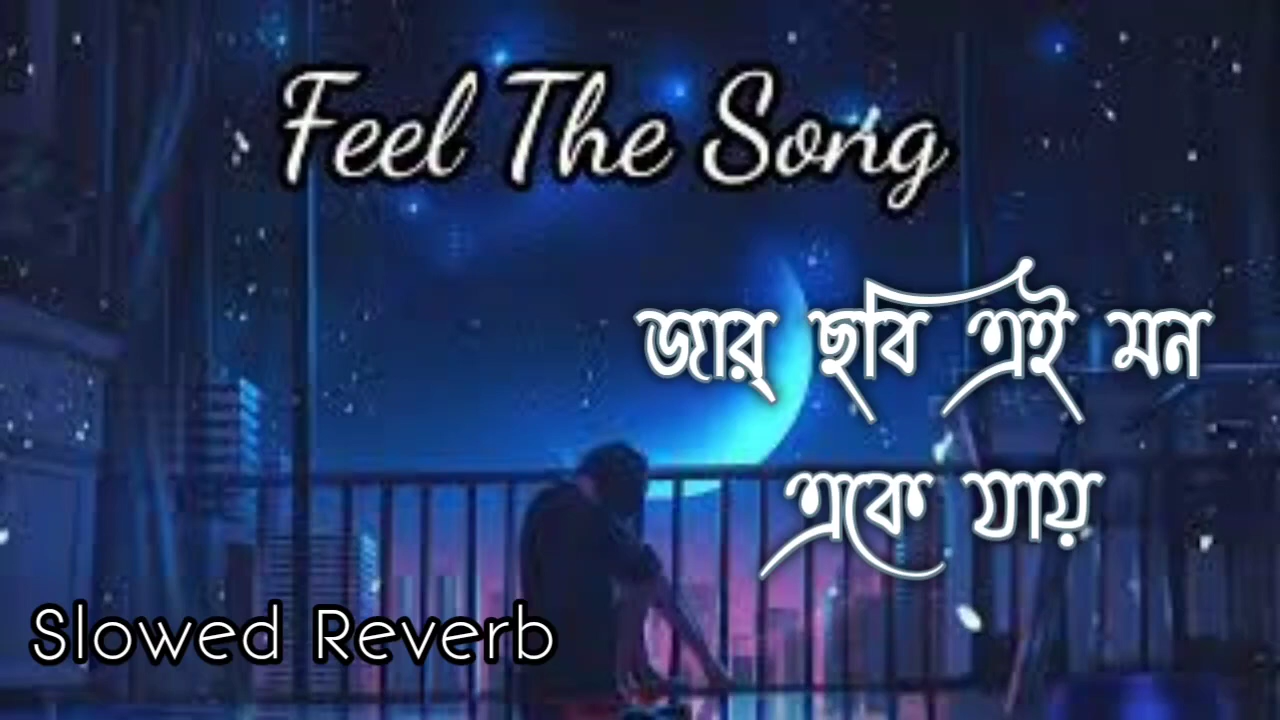 Feel The Song
জার্ ছবি এই মন
একে যায়
Slowed Reverb